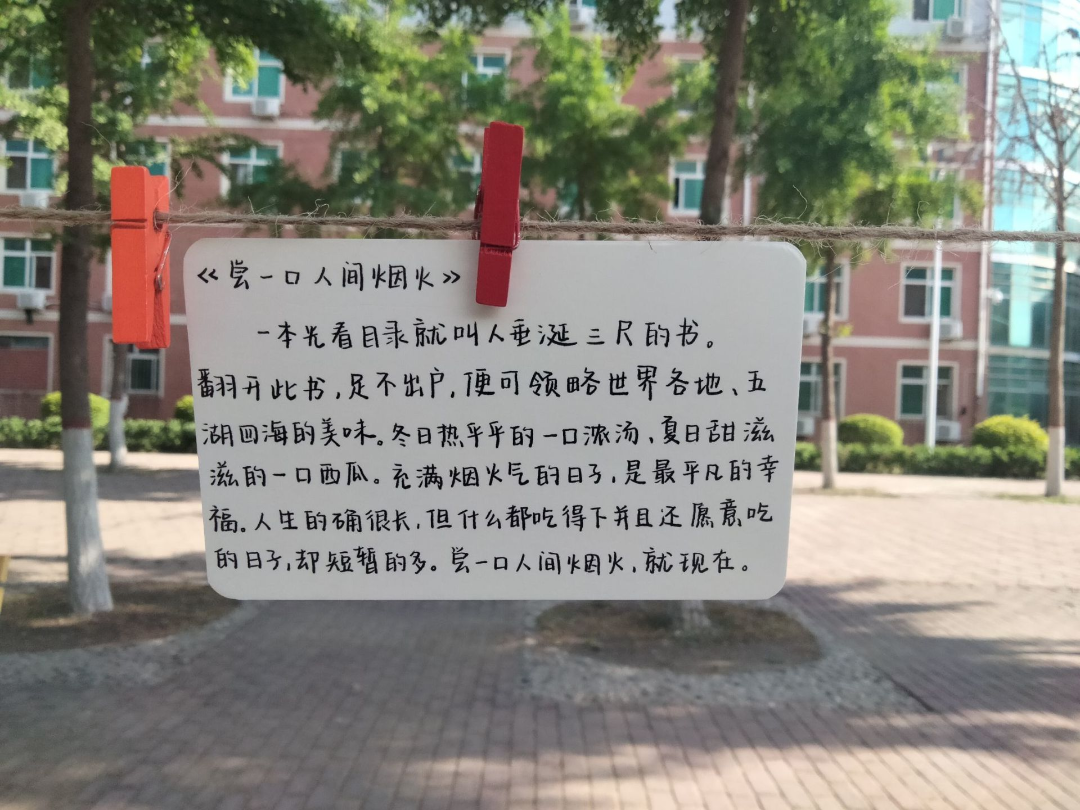 《尝一口人间烟火》
一本光看目录就叫人垂涎三尺的书。
翻开此书,足不出户,便可领略世界各地、五
湖四海的美味。冬日热乎乎的一口浓汤、夏日甜滋
滋的一口西瓜。充满烟火气的日子,是最平凡的幸
福。人生的确很长,但什么都吃得下并且还愿意吃
的日子,却短暂的多。尝一口人间烟火,就现在。